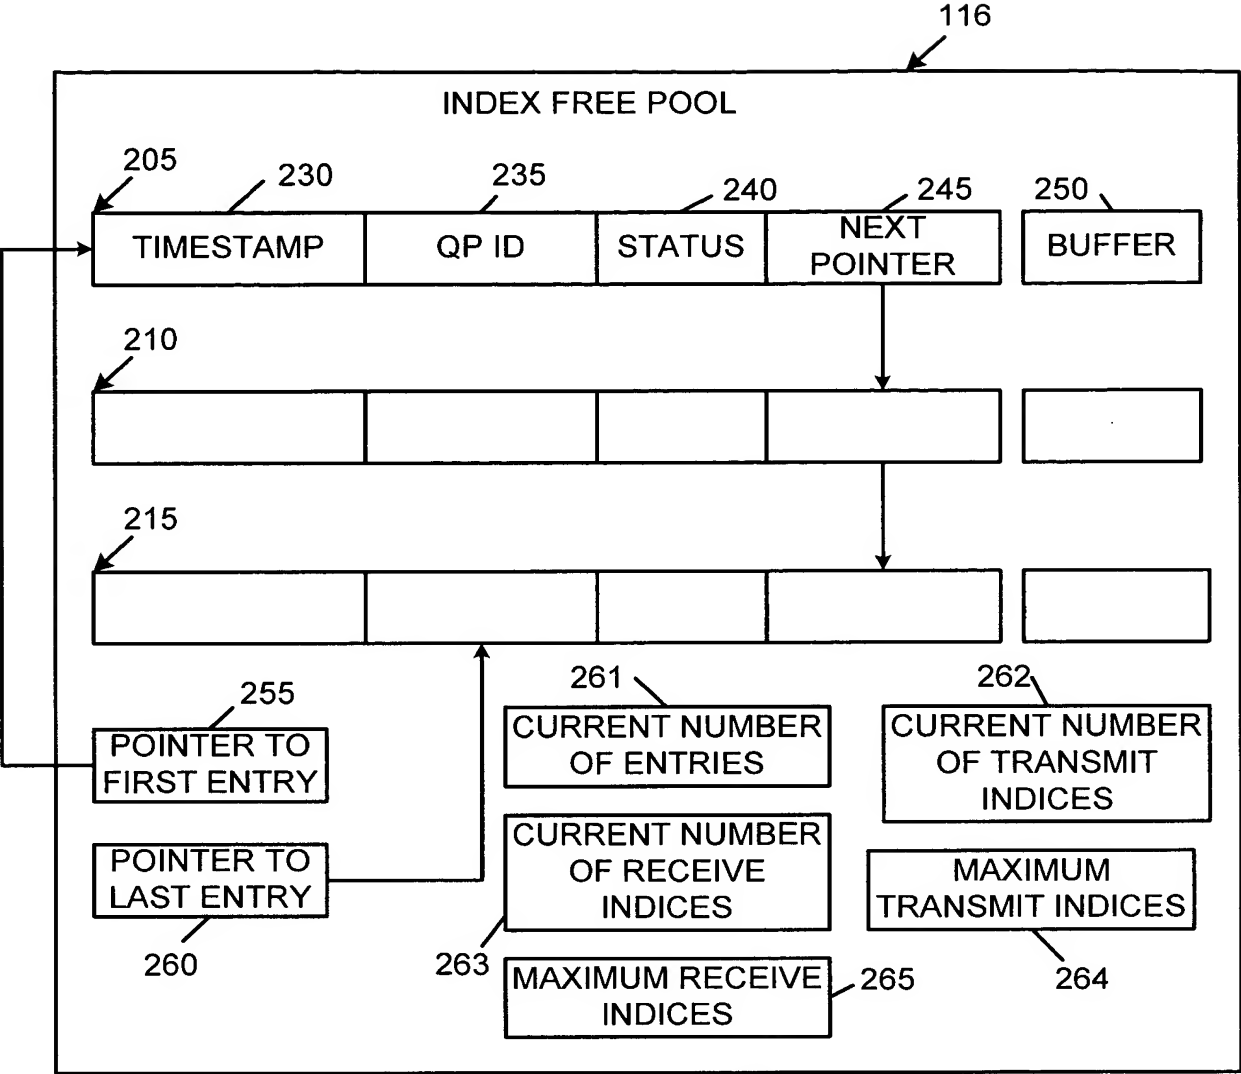 116
INDEX FREE POOL
205
230
235
240
245
250
TIMESTAMP
QP ID
STATUS
NEXT
POINTER
BUFFER
210
215
255
POINTER TO
FIRST ENTRY
261
CURRENT NUMBER
OF ENTRIES
262
CURRENT NUMBER
OF TRANSMIT
INDICES
POINTER TO
LAST ENTRY
260
CURRENT NUMBER
OF RECEIVE
INDICES
263
MAXIMUM
TRANSMIT INDICES
264
MAXIMUM RECEIVE
INDICES
265